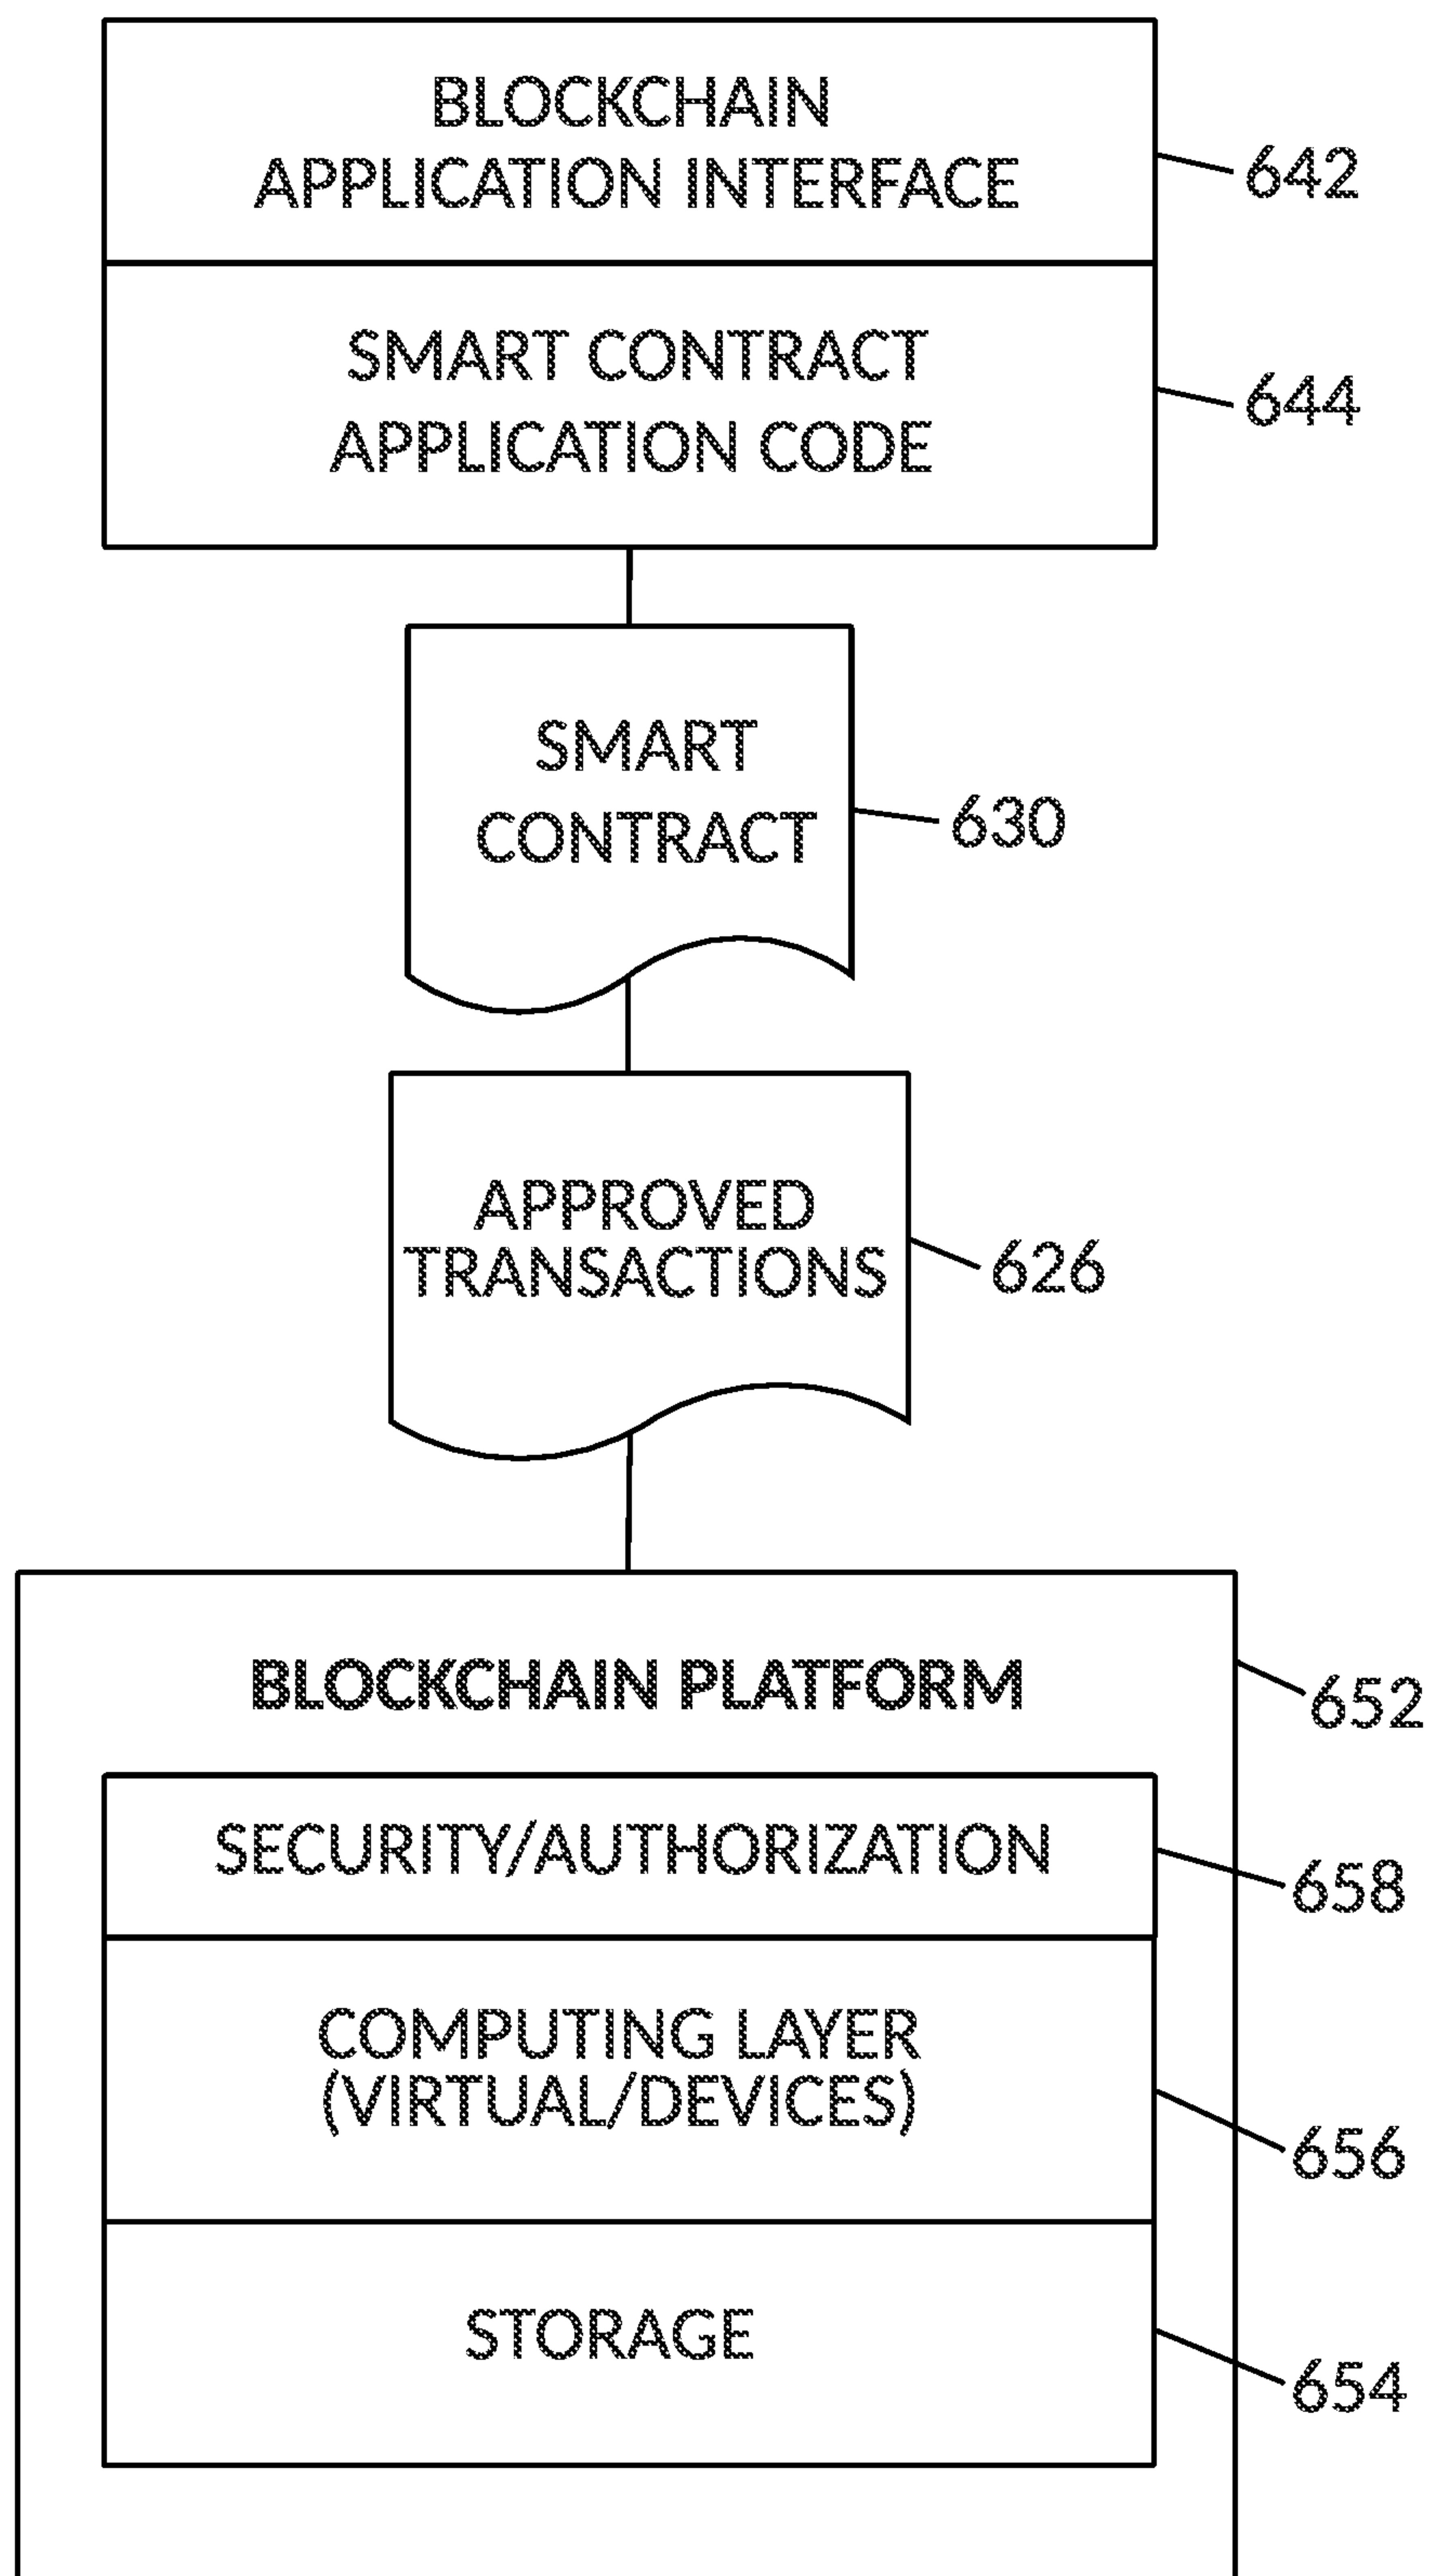 BLOCKCHAIN
APPLICATION INTERFACE
642
SMART CONTRACT
APPLICATION CODE
644
SMART
CONTRACT
630
APPROVED
TRANSACTIONS
626
BLOCKCHAIN PLATFORM
652
SECURITY/AUTHORIZATION
658
COMPUTING LAYER
(VIRTUAL/DEVICES)
656
STORAGE
654